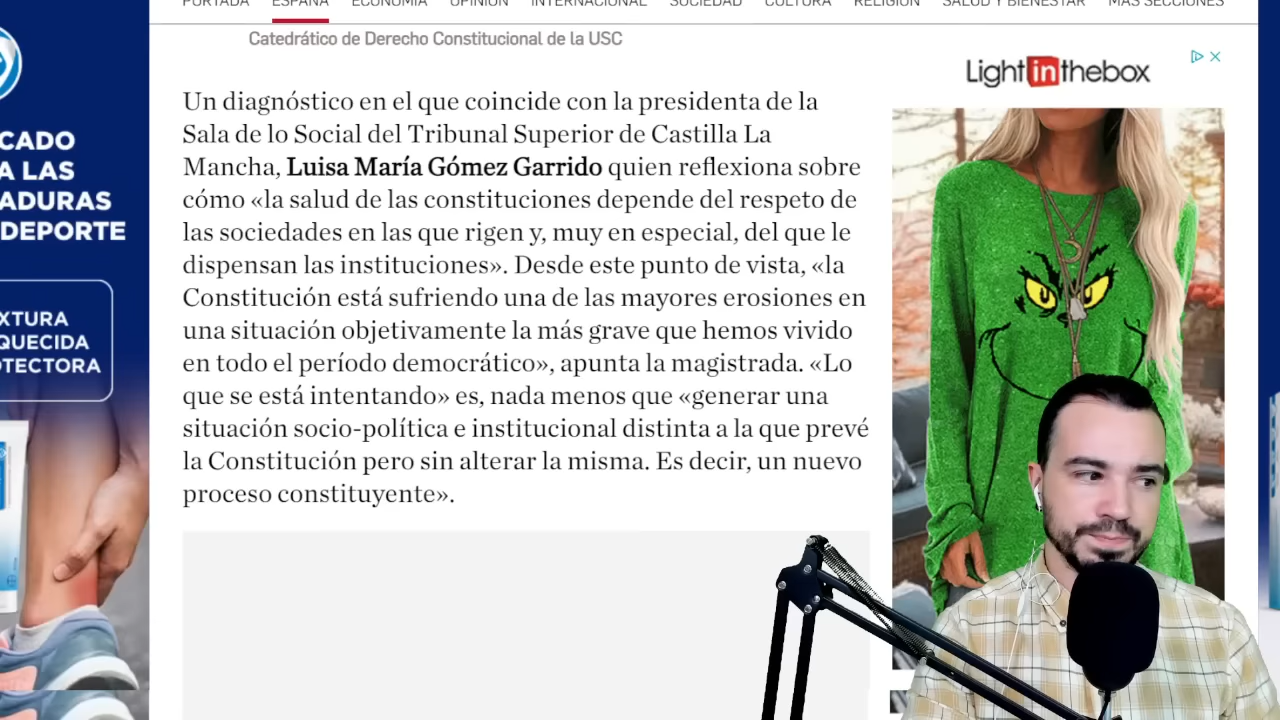 PORTADA ESPAÑA ECONOMÍA OPINIÓN INTERNACIONAL SOCIEDAD CULTURA RELIGIÓN SALUD Y BIENESTAR MÁS SECCIONES
Catedrático de Derecho Constitucional de la USC
Un diagnóstico en el que coincide con la presidenta de la
Sala de lo Social del Tribunal Superior de Castilla La
Mancha, Luisa María Gómez Garrido quien reflexiona sobre
cómo «la salud de las constituciones depende del respeto de
las sociedades en las que rigen y, muy en especial, del que le
dispensan las instituciones». Desde este punto de vista, «la
Constitución está sufriendo una de las mayores erosiones en
una situación objetivamente la más grave que hemos vivido
en todo el período democrático», apunta la magistrada. «Lo
que se está intentando» es, nada menos que «generar una
situación socio-política e institucional distinta a la que prevé
la Constitución pero sin alterar la misma. Es decir, un nuevo
proceso constituyente».
CADO
A LAS
ADURAS
DEPORTE
XTURA
QUECIDA
OTECTORA
Light in thebox